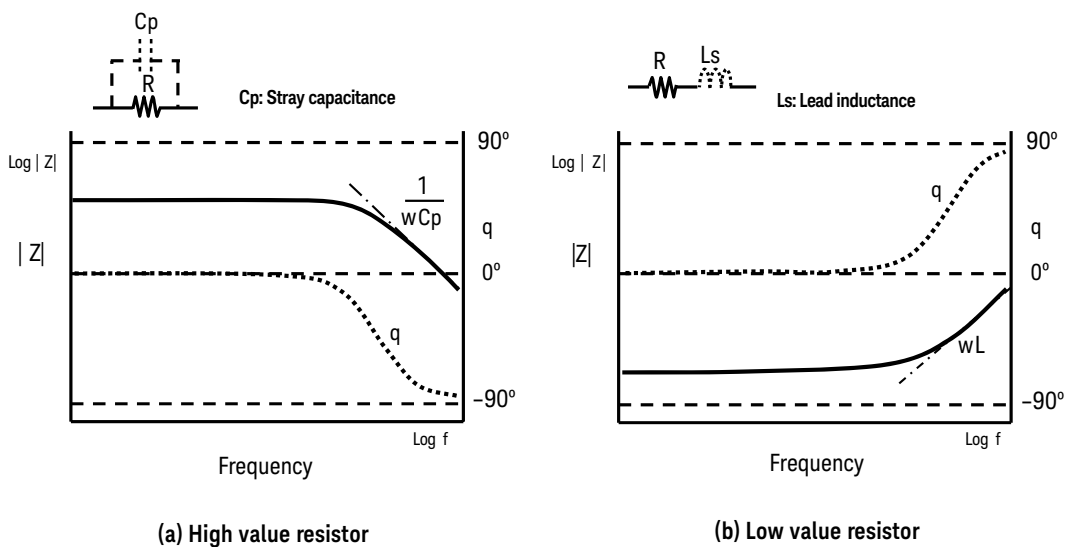 Cp
R
Cp: Stray capacitance
Log | Z|
| Z|
90º
1
wCp
q
0º
q
–90º
Log f
Frequency
(a) High value resistor
R
Ls
Ls: Lead inductance
Log | Z|
|Z|
90º
q
q
0º
wL
–90º
Log f
Frequency
(b) Low value resistor